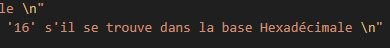 le \n"
'16' s'il se trouve dans la base Hexadécimale \n"